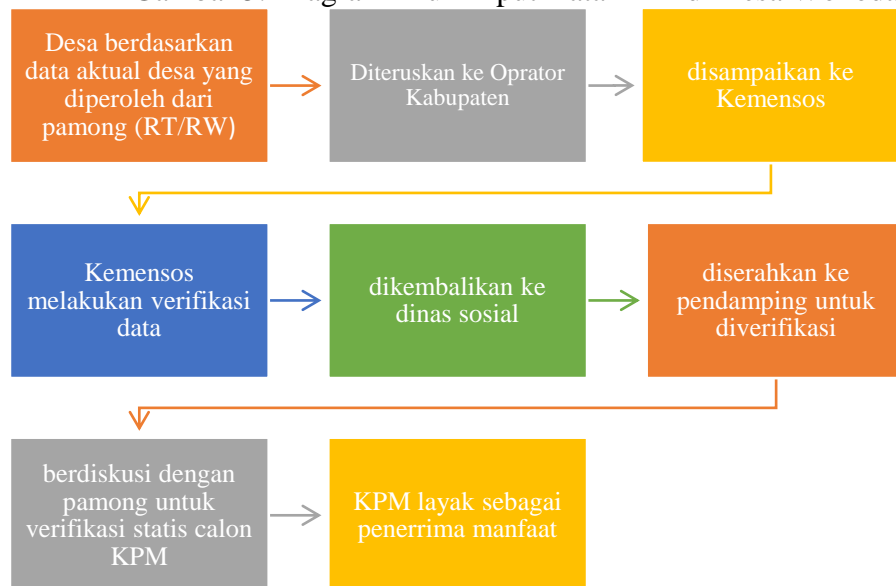 Desa berdasarkan
data aktual desa yang
diperoleh dari
pamong (RT/RW)
Diteruskan ke Oprator
Kabupaten
disampaikan ke
Kemensos
Kemensos
melakukan verifikasi
data
dikembalikan ke
dinas sosial
diserahkan ke
pendamping untuk
diverifikasi
berdiskusi dengan
pamong untuk
verifikasi statis calon
KPM
KPM layak sebagai
penerrima manfaat